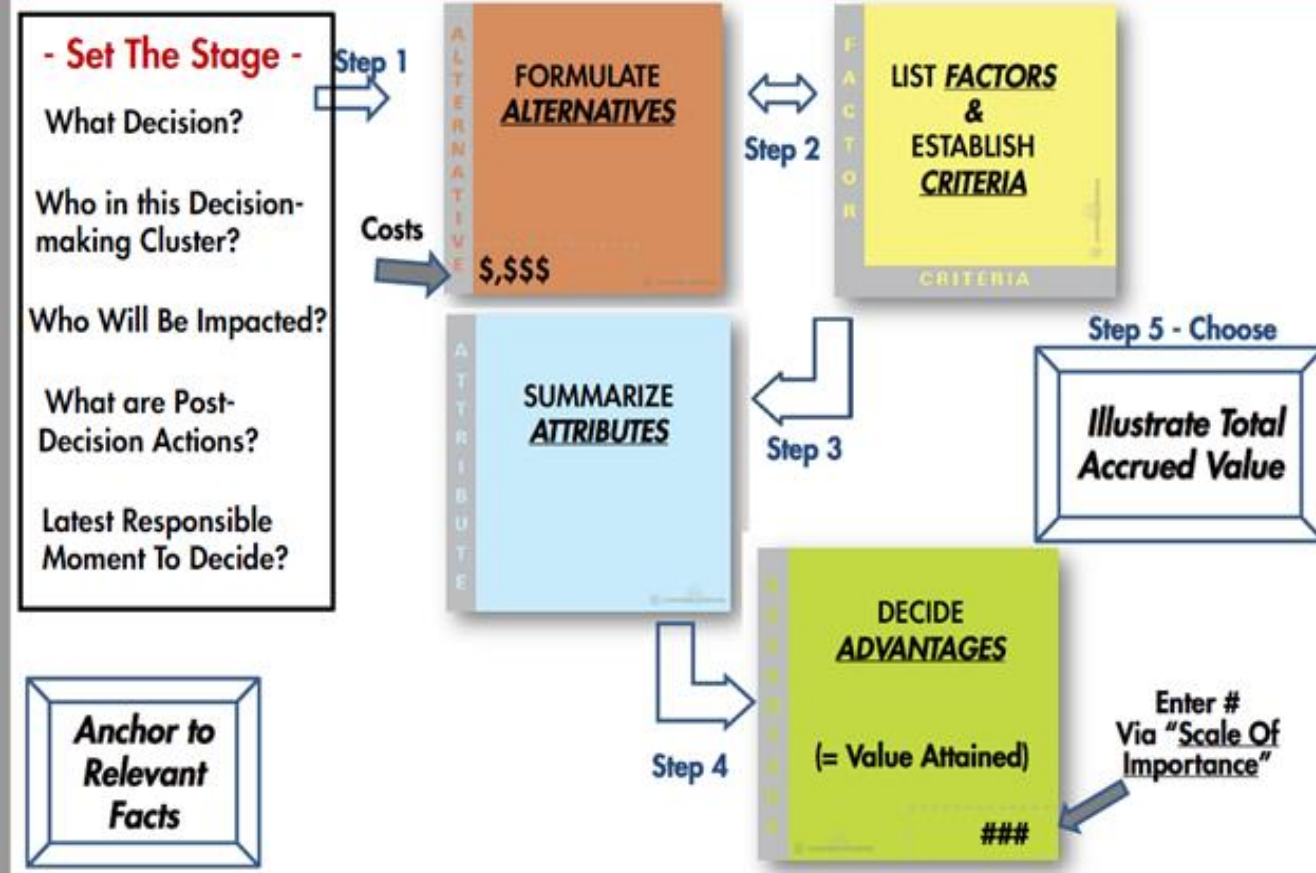 - Set The Stage -
What Decision?
Who in this Decision-
making Cluster?
Who Will Be Impacted?
What are Post-
Decision Actions?
Latest Responsible
Moment To Decide?
Anchor to
Relevant
Facts
Step 1
Costs
ALTERNATIVE
FORMULATE
ALTERNATIVES
$,$$$
Step 2
FACTOR
LIST FACTORS
&
ESTABLISH
CRITERIA
CRITERIA
Step 3
ATTRIBUTE
SUMMARIZE
ATTRIBUTES
Step 4
DECIDE
ADVANTAGES
(= Value Attained)
###
Enter #
Via “Scale Of
Importance”
Step 5 - Choose
Illustrate Total
Accrued Value